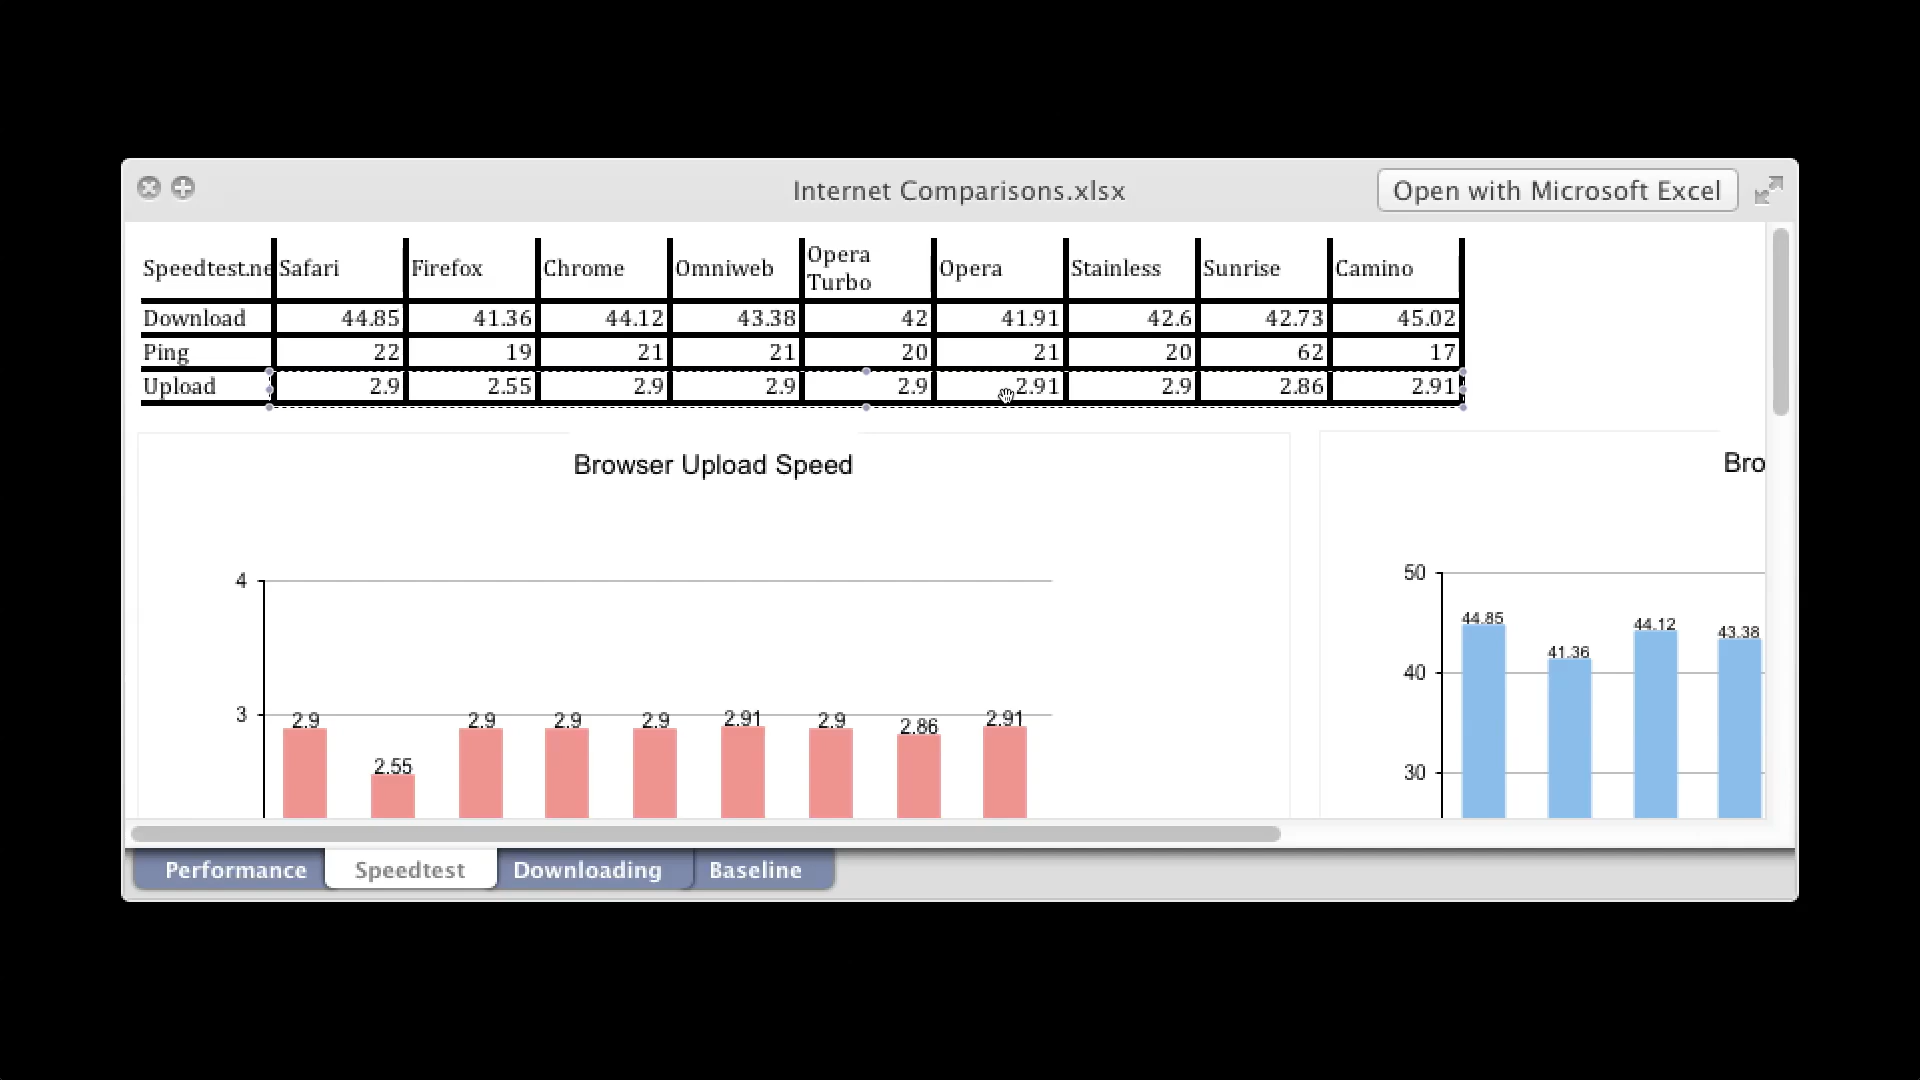 Internet Comparisons.xlsx
Open with Microsoft Excel
Speedtest.ne Safari Firefox Chrome Omniweb Opera Turbo Opera Stainless Sunrise Camino
Download 44.85 41.36 44.12 43.38 42 41.91 42.6 42.73 45.02
Ping 22 19 21 21 20 21 20 62 17
Upload 2.9 2.55 2.9 2.9 2.9 2.91 2.9 2.86 2.91
Browser Upload Speed
4
3
2.9 2.55 2.9 2.9 2.9 2.91 2.9 2.86 2.91
Bro
50
40
30
44.85 41.36 44.12 43.38
Performance Speedtest Downloading Baseline